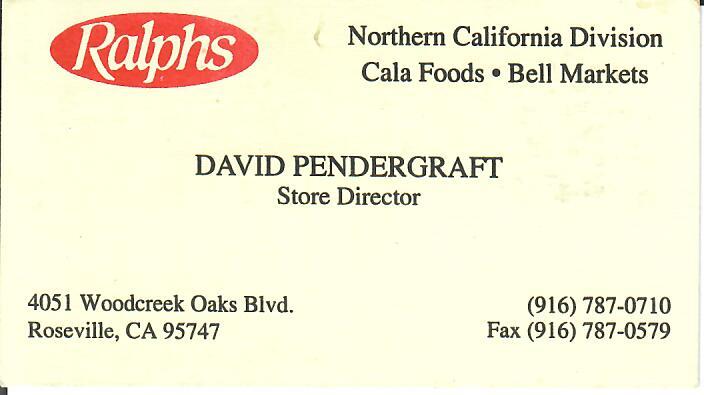 Ralphs
Northern California Division
Cala Foods • Bell Markets
DAVID PENDERGRAFT
Store Director
4051 Woodcreek Oaks Blvd.
Roseville, CA 95747
(916) 787-0710
Fax (916) 787-0579